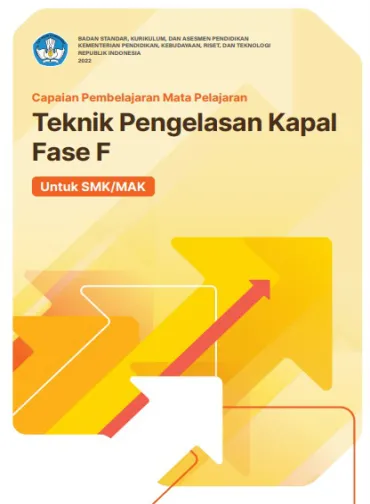 BADAN STANDAR, KURIKULUM, DAN ASESMEN PENDIDIKAN
KEMENTERIAN PENDIDIKAN, KEBUDAYAAN, RISET, DAN TEKNOLOGI
REPUBLIK INDONESIA
2022
Capaian Pembelajaran Mata Pelajaran
Teknik Pengelasan Kapal
Fase F
Untuk SMK/MAK